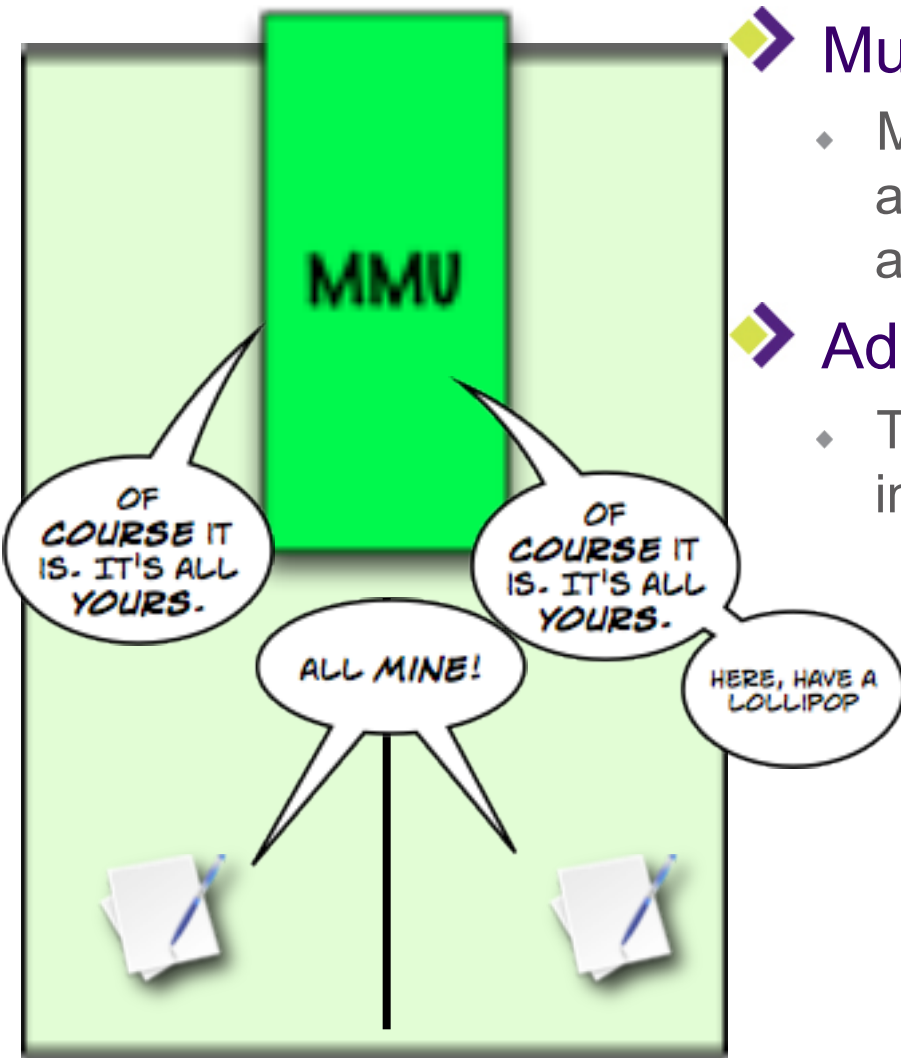 MMU
OF
COURSE IT
IS. IT'S ALL
YOURS.
OF
COURSE IT
IS. IT'S ALL
YOURS.
HERE, HAVE A
LOLLIPOP
ALL MINE!